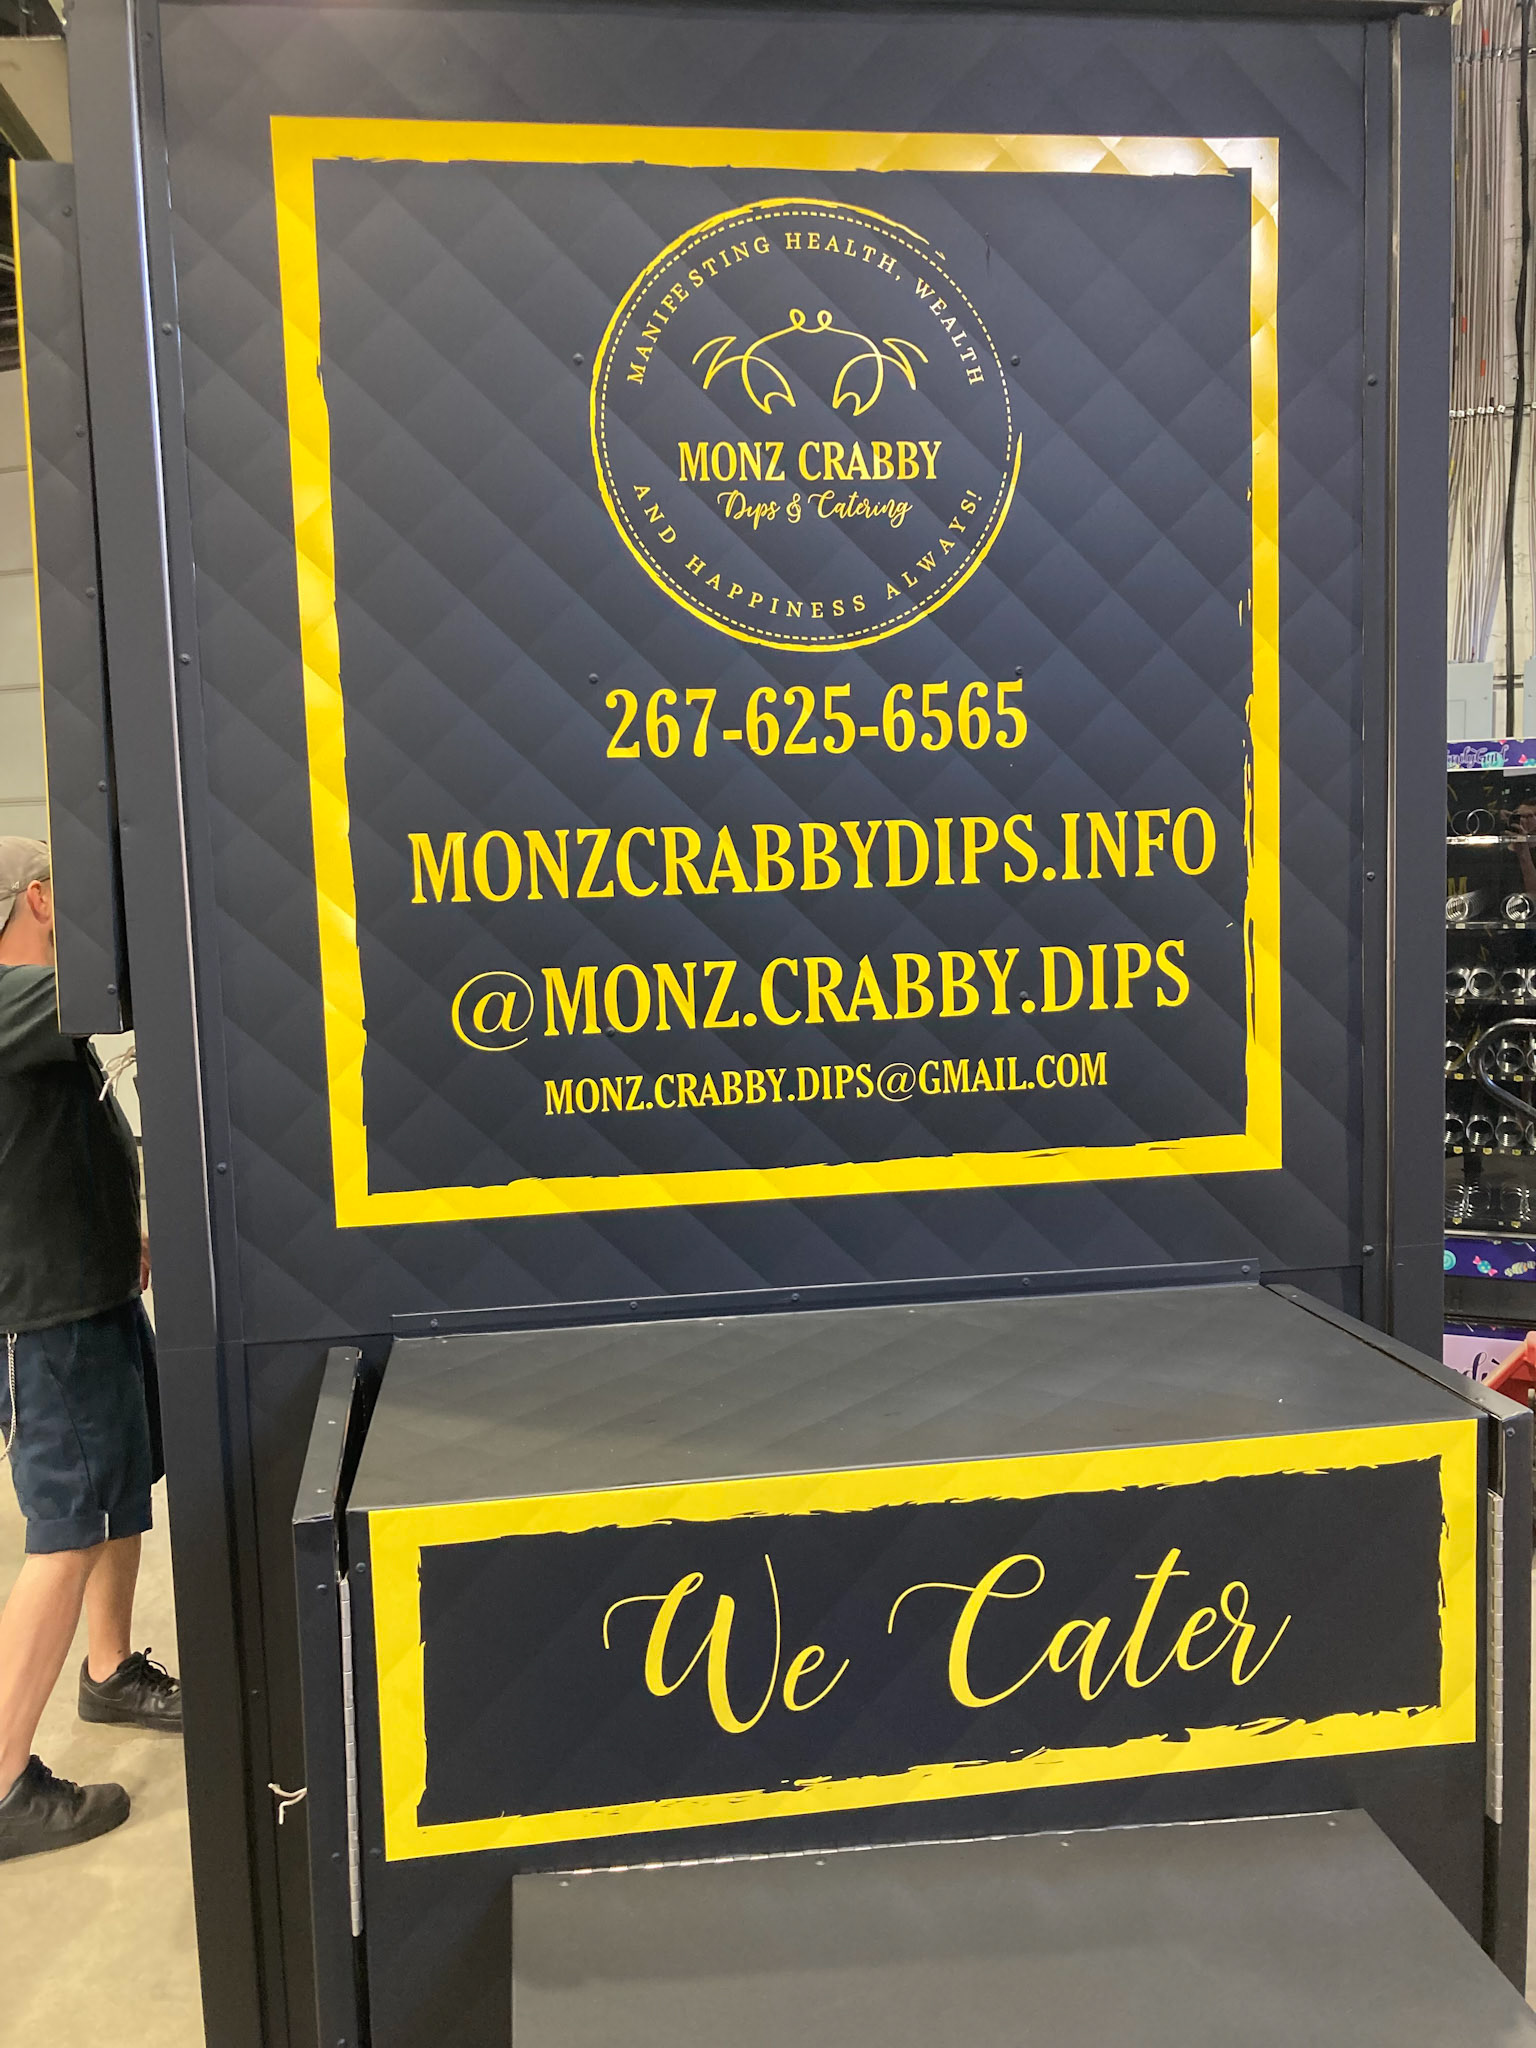 MANIFESTING HEALTH, WEALTH
MONZ CRABBY
Dips & Catering
AND HAPPINESS ALWAYS!
267-625-6565
MONZCRABBYDIPS.INFO
@MONZ.CRABBY.DIPS
MONZ.CRABBY.DIPS@GMAIL.COM
We Cater